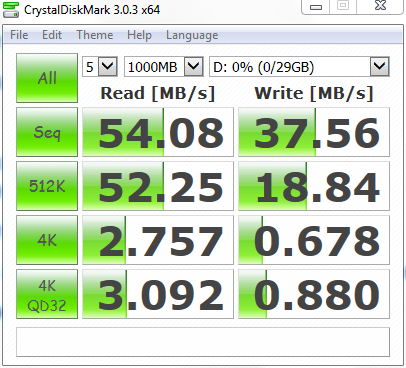 CrystalDiskMark 3.0.3 x64
File Edit Theme Help Language
All 5 1000MB D: 0% (0/29GB)
Read [MB/s] Write [MB/s]
Seq 54.08 37.56
512K 52.25 18.84
4K 2.757 0.678
4K
QD32 3.092 0.880